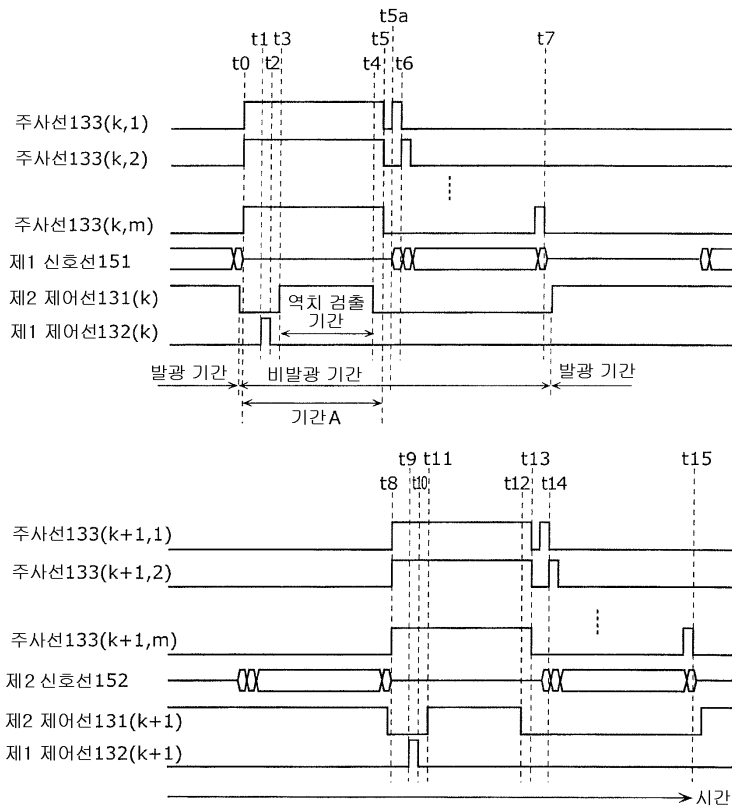 t5a
t1 t3 t5 t7
t0 t2 t4 t6
주사선133(k,1)
주사선133(k,2)
주사선133(k,m)
제1 신호선151
제2 제어선131(k)
역치 검출
기간
제1 제어선132(k)
발광 기간 비발광 기간 발광 기간
기간A
t9 t11 t13 t15
t8 t10 t12 t14
주사선133(k+1,1)
주사선133(k+1,2)
주사선133(k+1,m)
제2 신호선152
제2 제어선131(k+1)
제1 제어선132(k+1)
시간